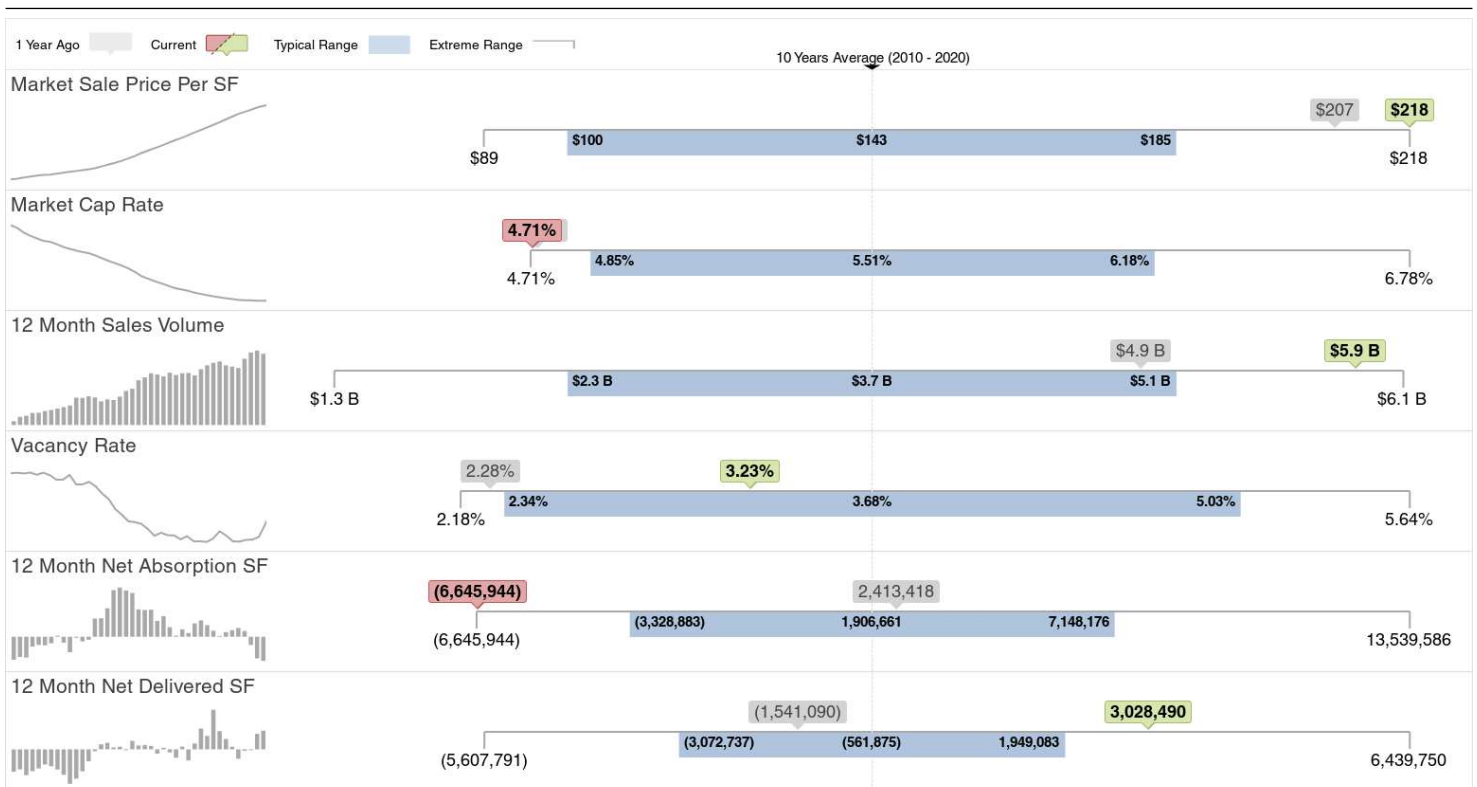 1 Year Ago Current Typical Range Extreme Range
10 Years Average (2010 - 2020)
Market Sale Price Per SF
$207 $218
$100 $143 $185
$89 $218
Market Cap Rate
4.71%
4.85% 5.51% 6.18%
4.71% 6.78%
12 Month Sales Volume
$4.9 B $5.9 B
$2.3 B $3.7 B $5.1 B
$1.3 B $6.1 B
Vacancy Rate
2.28% 3.23%
2.34% 3.68% 5.03%
2.18% 5.64%
12 Month Net Absorption SF
(6,645,944) 2,413,418
(3,328,883) 1,906,661 7,148,176
(6,645,944) 13,539,586
12 Month Net Delivered SF
(1,541,090) 3,028,490
(3,072,737) (561,875) 1,949,083
(5,607,791) 6,439,750